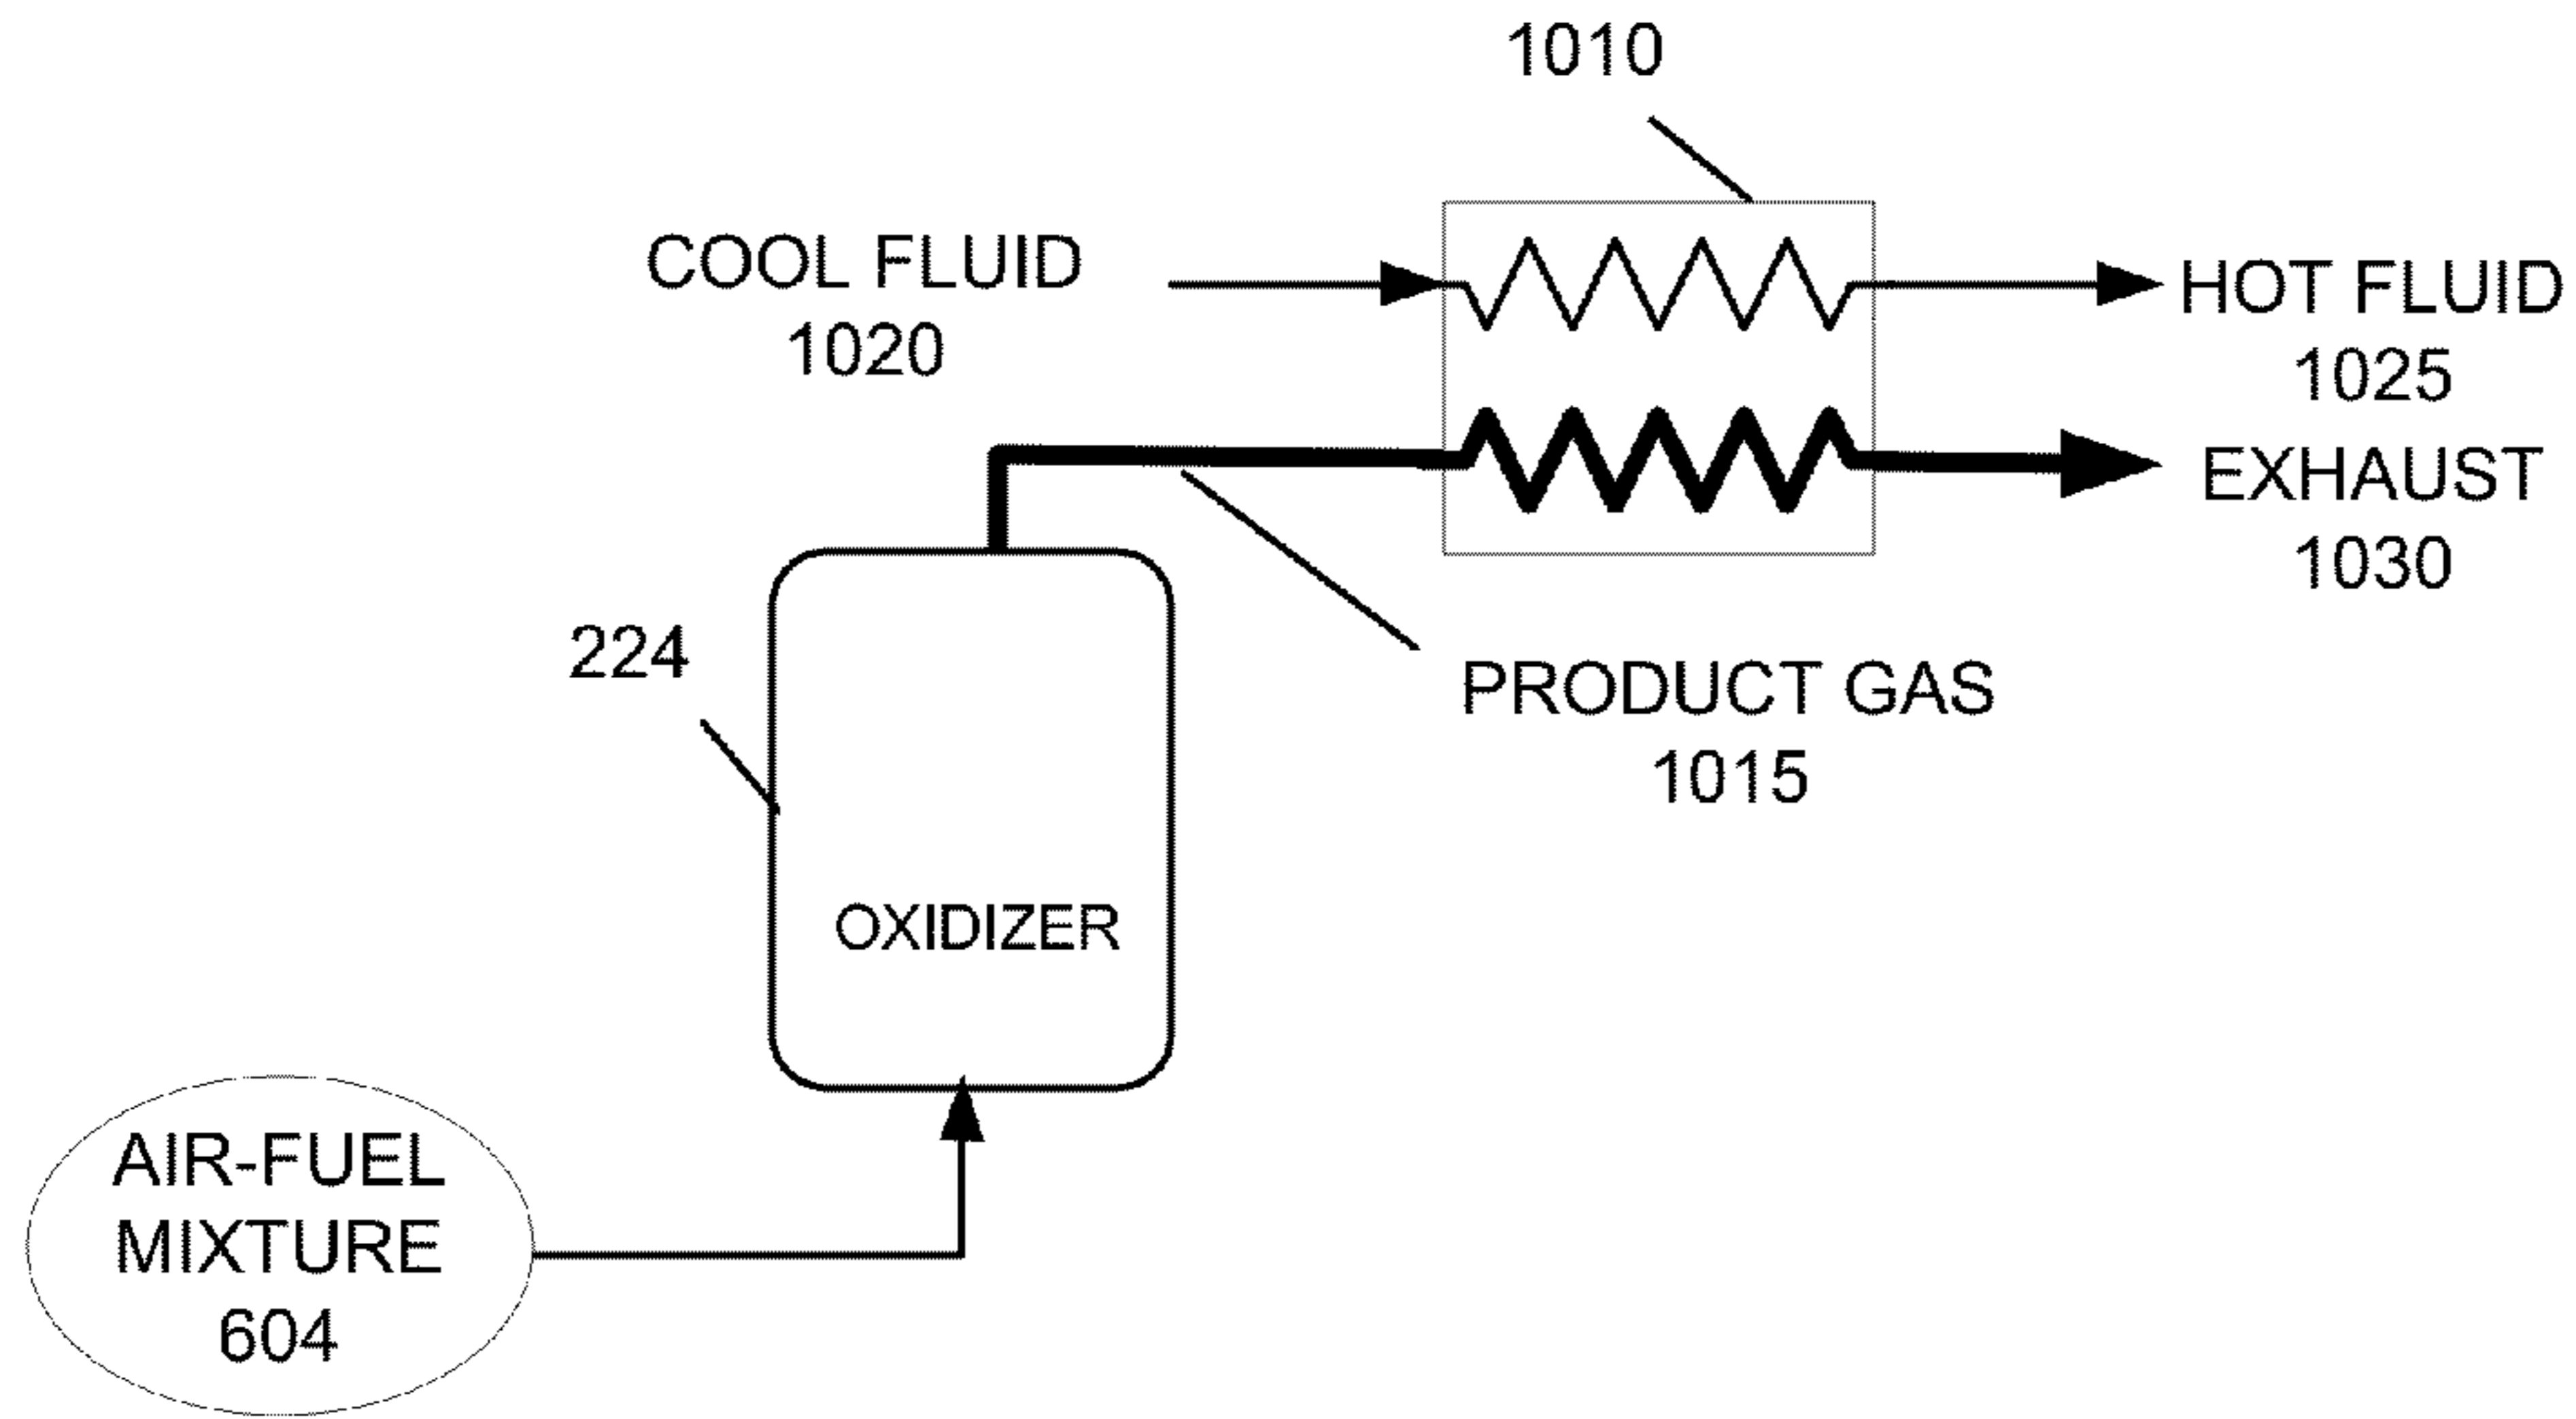 1010
COOL FLUID
1020
HOT FLUID
1025
EXHAUST
1030
224
PRODUCT GAS
1015
OXIDIZER
AIR-FUEL
MIXTURE
604